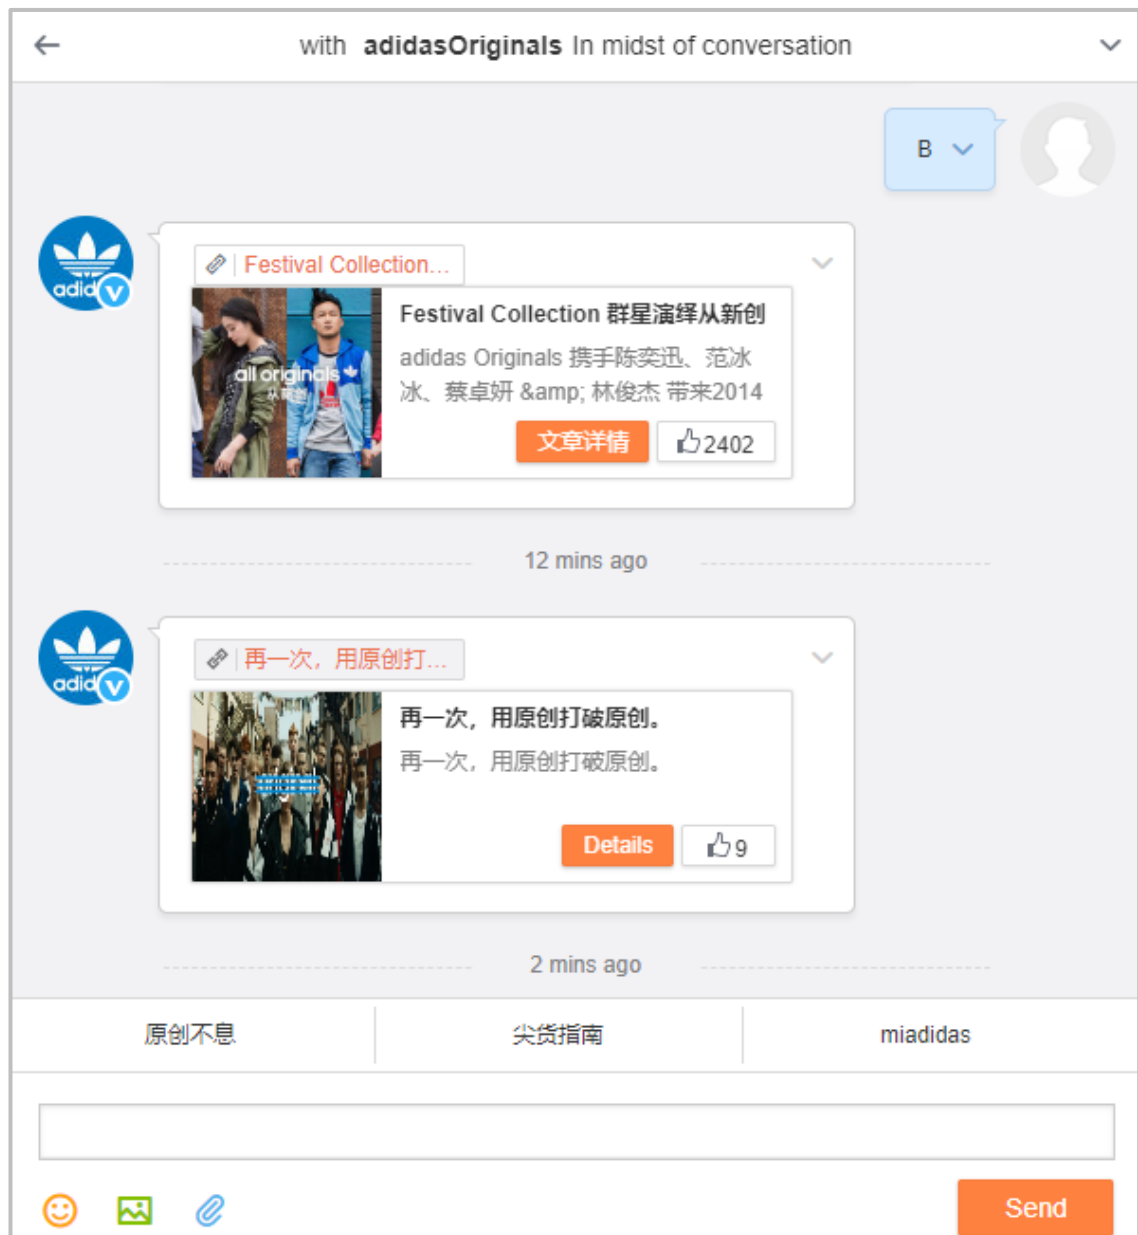 with adidasOriginals In midst of conversation
B
adid
V
Festival Collection...
all originals
Festival Collection 群星演绎从新创
adidas Originals 携手陈奕迅、范冰
冰、蔡卓妍 &amp; 林俊杰 带来2014
文章详情
2402
12 mins ago
adid
V
再一次，用原创打...
再一次，用原创打破原创。
再一次，用原创打破原创。
Details
9
2 mins ago
原创不息
尖货指南
miadidas
Send